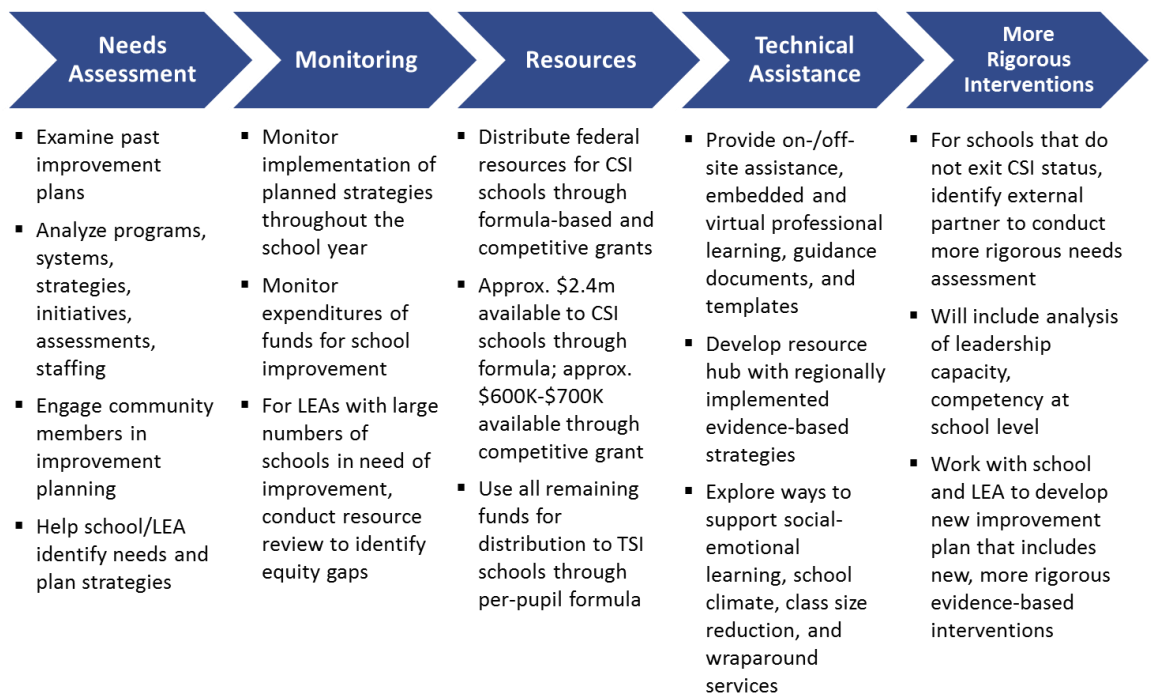 Needs
Assessment
▪ Examine past
improvement
plans
▪ Analyze programs,
systems,
strategies,
initiatives,
assessments,
staffing
▪ Engage community
members in
improvement
planning
▪ Help school/LEA
identify needs and
plan strategies
Monitoring
▪ Monitor
implementation of
planned strategies
throughout the
school year
▪ Monitor
expenditures of
funds for school
improvement
▪ For LEAs with large
numbers of
schools in need of
improvement,
conduct resource
review to identify
equity gaps
Resources
▪ Distribute federal
resources for CSI
schools through
formula-based and
competitive grants
▪ Approx. $2.4m
available to CSI
schools through
formula; approx.
$600K-$700K
available through
competitive grant
▪ Use all remaining
funds for
distribution to TSI
schools through
per-pupil formula
Technical
Assistance
▪ Provide on-/off-
site assistance,
embedded and
virtual professional
learning, guidance
documents, and
templates
▪ Develop resource
hub with regionally
implemented
evidence-based
strategies
▪ Explore ways to
support social-
emotional
learning, school
climate, class size
reduction, and
wraparound
services
More
Rigorous
Interventions
▪ For schools that do
not exit CSI status,
identify external
partner to conduct
more rigorous needs
assessment
▪ Will include analysis
of leadership
capacity,
competency at
school level
▪ Work with school
and LEA to develop
new improvement
plan that includes
new, more rigorous
evidence-based
interventions